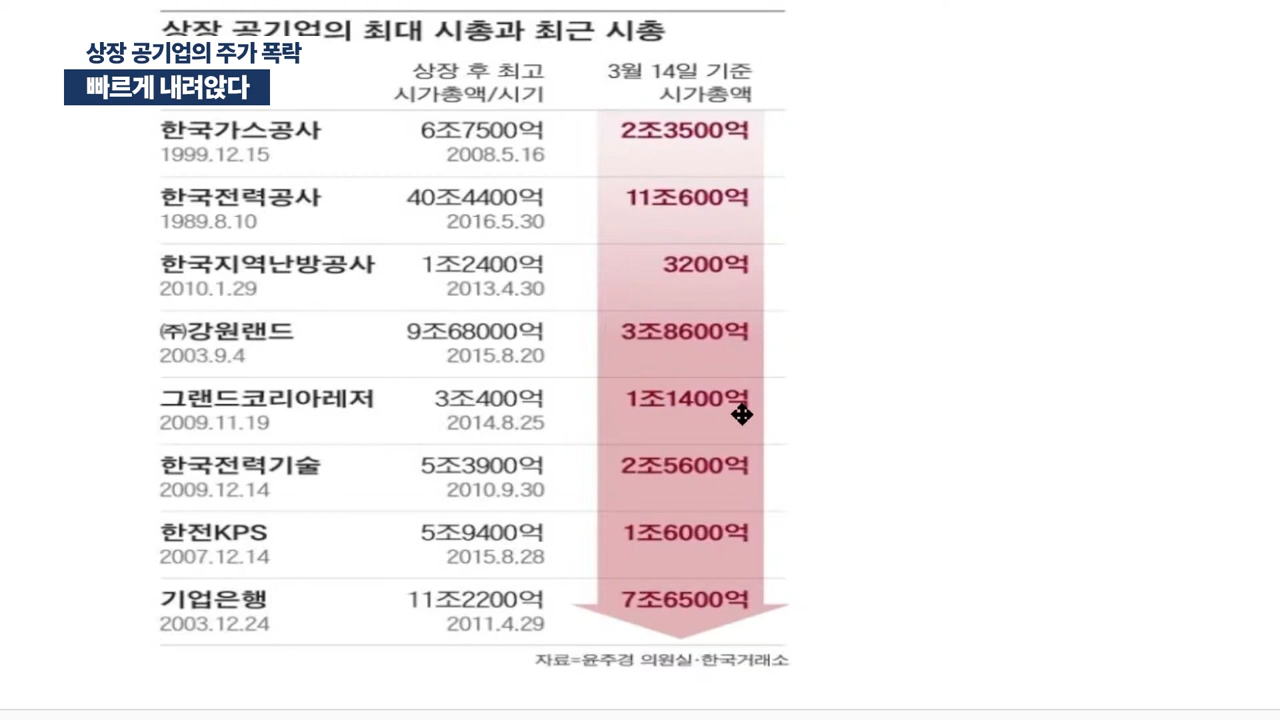 상장 공기업의 최대 시총과 최근 시총
상장 공기업의 주가 폭락
빠르게 내려앉다
상장 후 최고 3월 14일 기준
시가총액/시기 시가총액
한국가스공사 6조7500억 2조3500억
1999.12.15 2008.5.16
한국전력공사 40조4400억 11조600억
1989.8.10 2016.5.30
한국지역난방공사 1조2400억 3200억
2010.1.29 2013.4.30
㈜강원랜드 9조68000억 3조8600억
2003.9.4 2015.8.20
그랜드코리아레저 3조400억 1조1400억
2009.11.19 2014.8.25
한국전력기술 5조3900억 2조5600억
2009.12.14 2010.9.30
한전KPS 5조9400억 1조6000억
2007.12.14 2015.8.28
기업은행 11조2200억 7조6500억
2003.12.24 2011.4.29
자료=윤주경 의원실·한국거래소